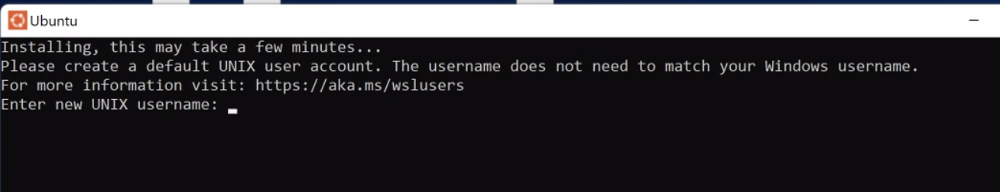 Ubuntu
Installing, this may take a few minutes...
Please create a default UNIX user account. The username does not need to match your Windows username.
For more information visit: https://aka.ms/wslusers
Enter new UNIX username: